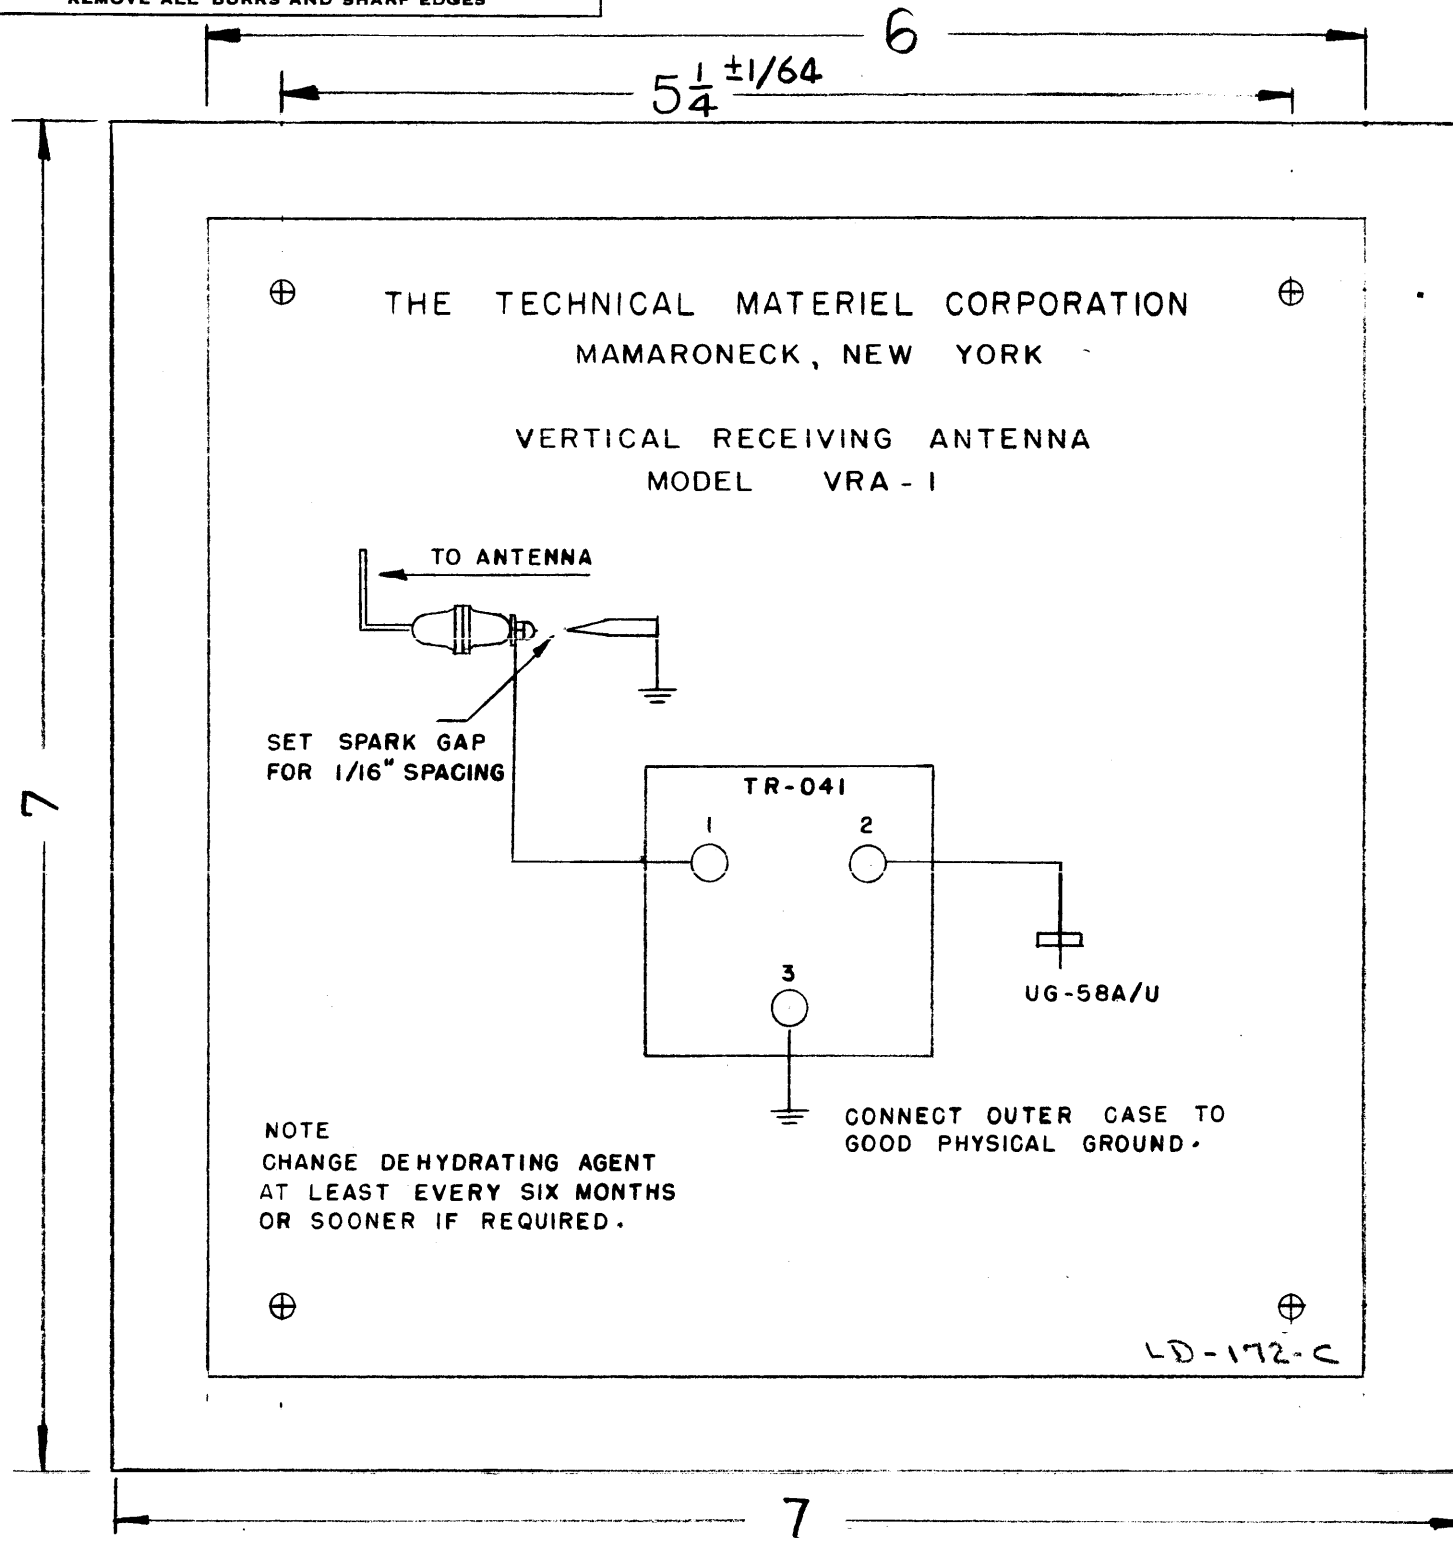 REMOVE ALL BURRS AND SHARP EDGES
6
5 1/4 ±1/64
THE TECHNICAL MATERIEL CORPORATION
MAMARONECK, NEW YORK
VERTICAL RECEIVING ANTENNA
MODEL VRA-1
TO ANTENNA
SET SPARK GAP
FOR 1/16" SPACING
TR-041
1 2
7
3
UG-58A/U
CONNECT OUTER CASE TO
GOOD PHYSICAL GROUND.
NOTE
CHANGE DEHYDRATING AGENT
AT LEAST EVERY SIX MONTHS
OR SOONER IF REQUIRED.
LD-172-C
7